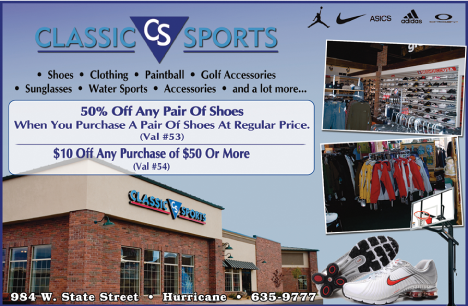 CLASSIC CS SPORTS
ASICS adidas
• Shoes • Clothing • Paintball • Golf Accessories
• Sunglasses • Water Sports • Accessories • and a lot more...
50% Off Any Pair Of Shoes
When You Purchase A Pair Of Shoes At Regular Price.
(Val #53)
$10 Off Any Purchase of $50 Or More
(Val #54)
CLASSIC CS SPORTS
984 W. State Street • Hurricane • 635-9777